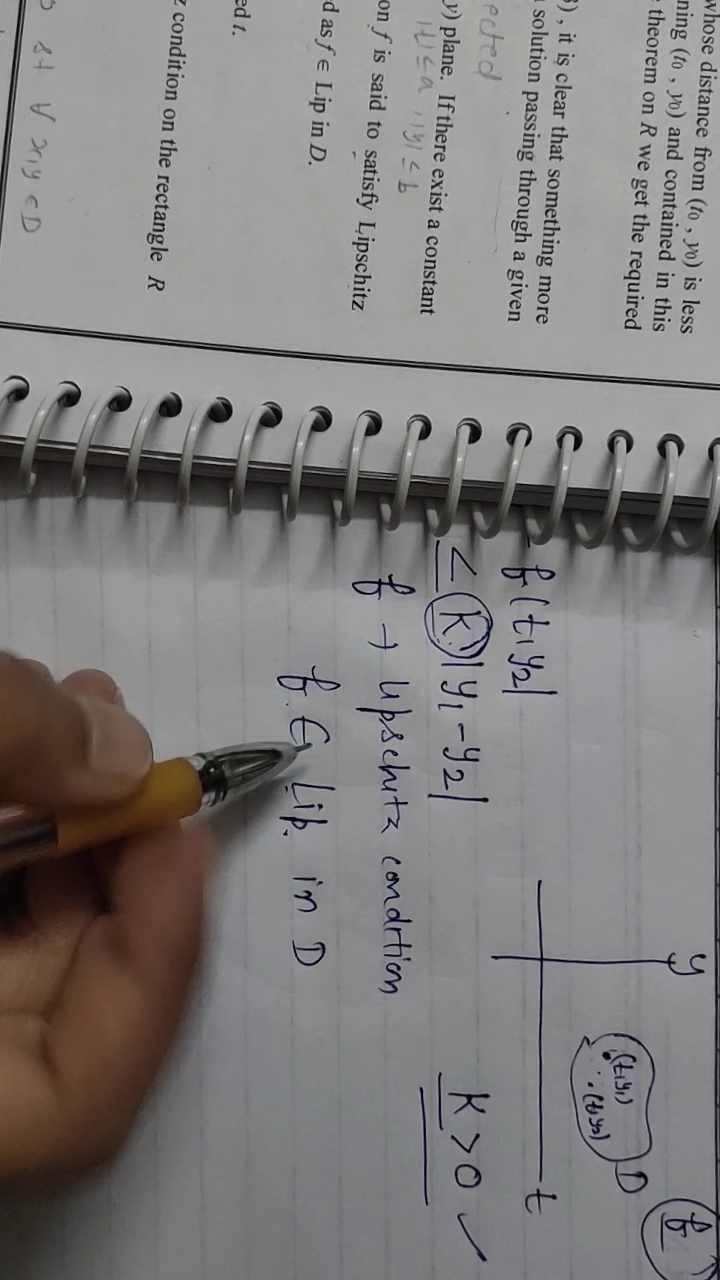 whose distance from (t₀ , y₀) is less
ning (t₀ , y₀) and contained in this
theorem on R we get the required
), it is clear that something more
solution passing through a given
ected
y) plane. If there exist a constant
|t| ≤ a, |y| ≤ b
on f is said to satisfy Lipschitz
d as f ∈ Lip in D.
ed t.
z condition on the rectangle R
st ∀ x, y ∈ D
f
y
(t,y₁)
(t,y₂)
D
t
- f(t,y₂|
≤ K |y₁ - y₂|
K > 0 ✓
f → Lipschitz condition
f ∈ Lip. in D